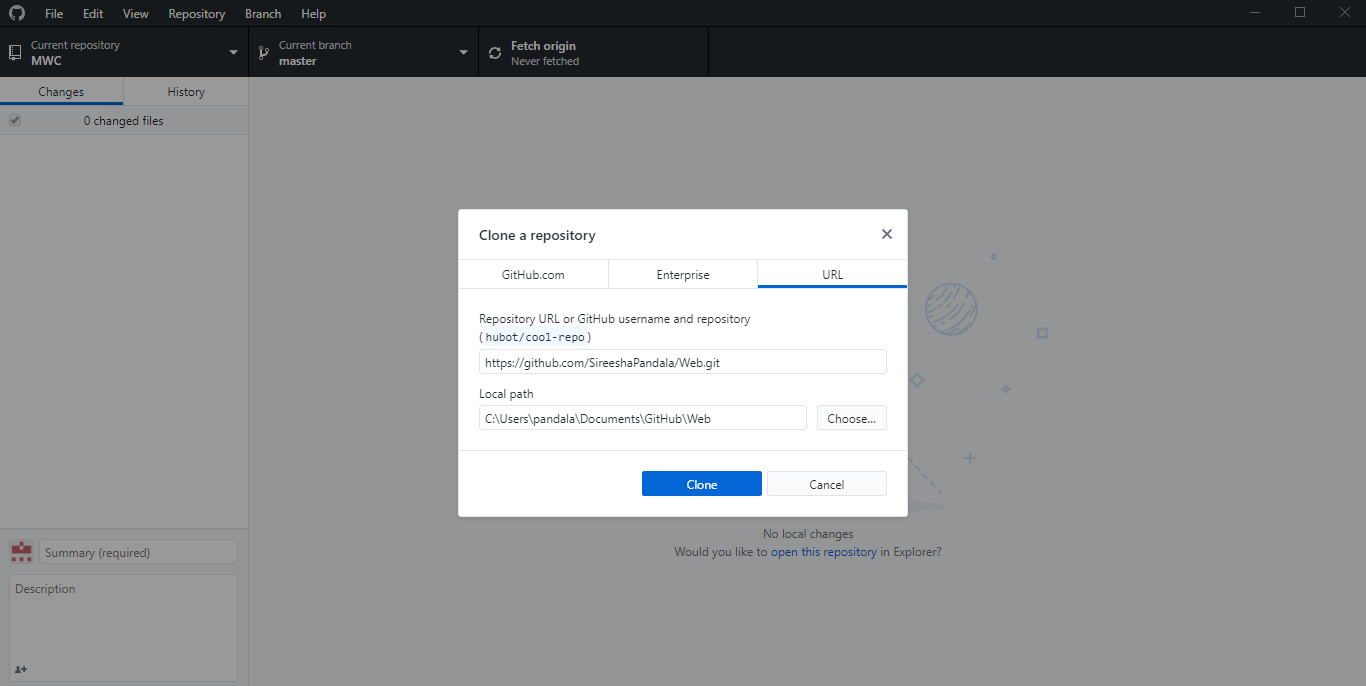 File Edit View Repository Branch Help
Current repository
MWC
Current branch
master
Fetch origin
Never fetched
Changes History
0 changed files
Clone a repository
GitHub.com Enterprise URL
Repository URL or GitHub username and repository
(hubot/cool-repo)
https://github.com/SireeshaPandala/Web.git
Local path
C:\Users\pandala\Documents\GitHub\Web
Choose...
Clone Cancel
No local changes
Would you like to open this repository in Explorer?
Summary (required)
Description